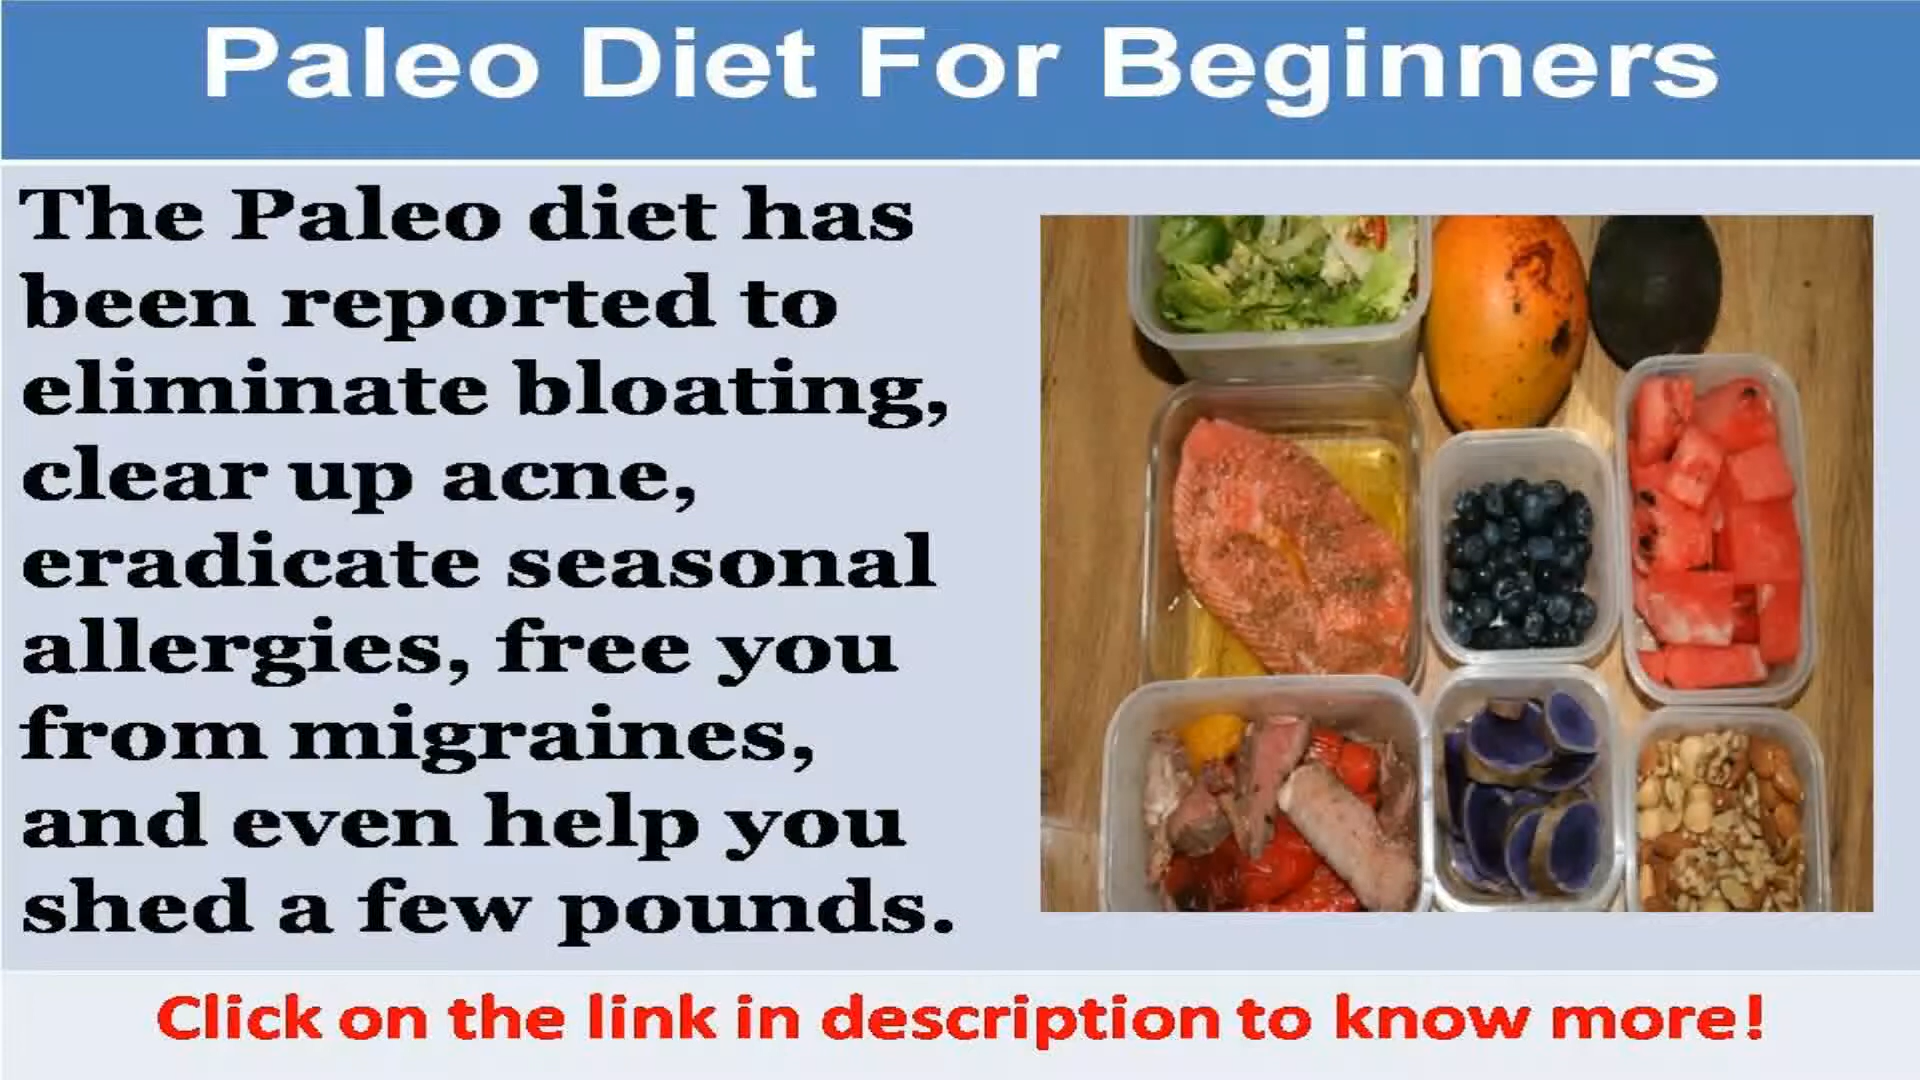 Paleo Diet For Beginners
The Paleo diet has
been reported to
eliminate bloating,
clear up acne,
eradicate seasonal
allergies, free you
from migraines,
and even help you
shed a few pounds.
Click on the link in description to know more!